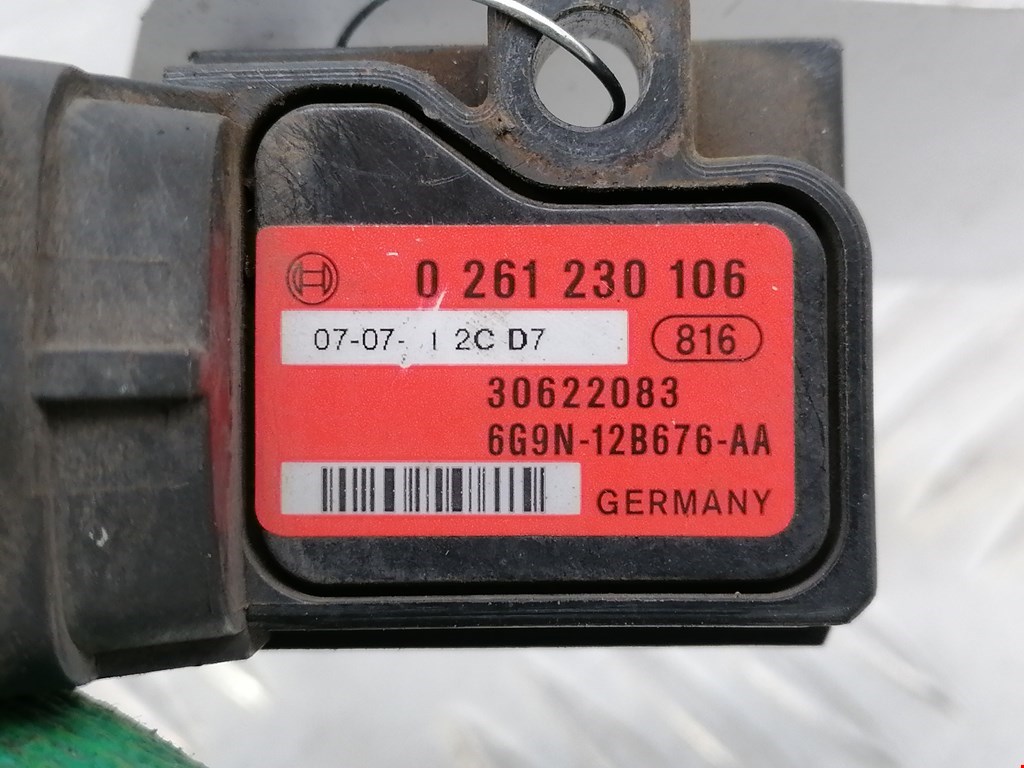 0 261 230 106
07-07- 2C D7
816
30622083
6G9N-12B676-AA
GERMANY